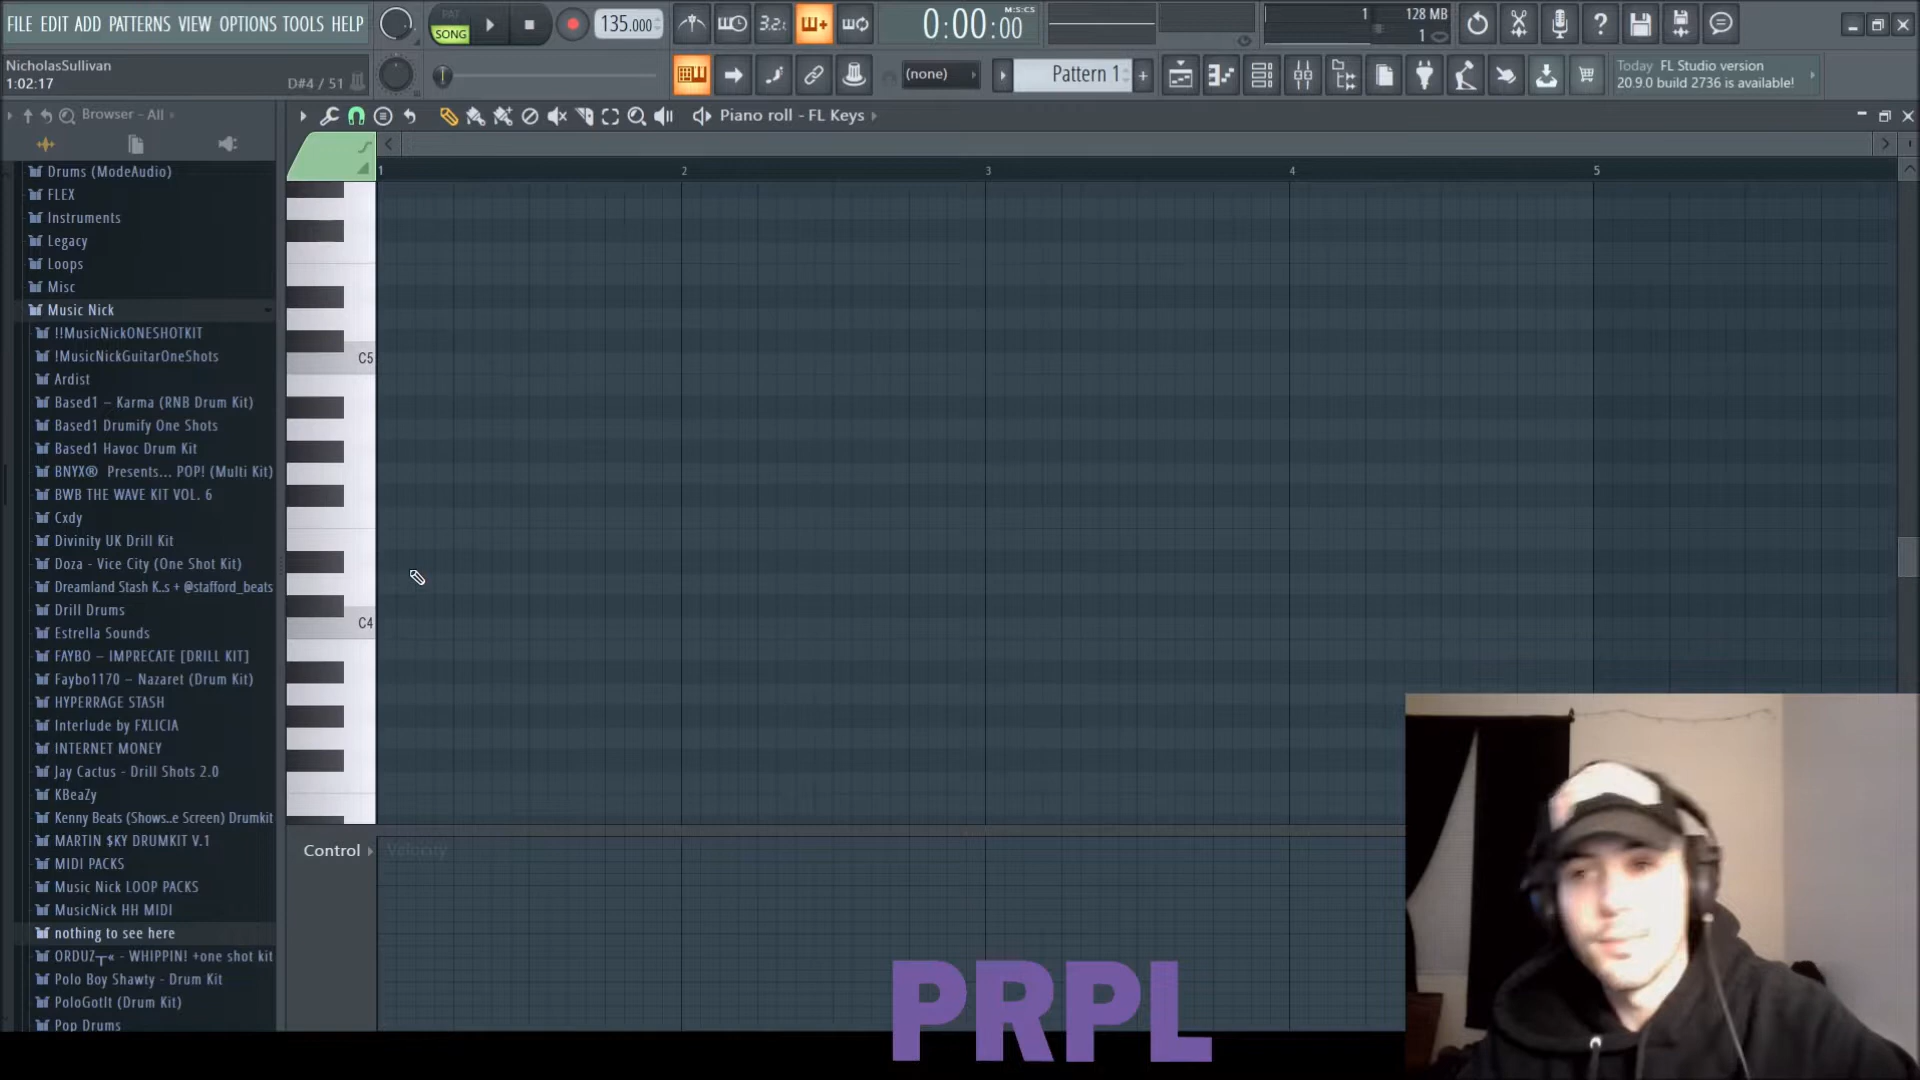 FILE EDIT ADD PATTERNS VIEW OPTIONS TOOLS HELP
PAT
SONG
135.000
3.2.
0:00:00
M:S:CS
1
128 MB
1
NicholasSullivan
1:02:17
D#4 / 51
(none)
Pattern 1
Today FL Studio version
20.9.0 build 2736 is available!
Browser - All
Piano roll - FL Keys
1
2
3
4
5
Drums (ModeAudio)
FLEX
Instruments
Legacy
Loops
Misc
Music Nick
!!MusicNickONESHOTKIT
!MusicNickGuitarOneShots
Ardist
Based1 – Karma (RNB Drum Kit)
Based1 Drumify One Shots
Based1 Havoc Drum Kit
BNYX® Presents... POP! (Multi Kit)
BWB THE WAVE KIT VOL. 6
Cxdy
Divinity UK Drill Kit
Doza - Vice City (One Shot Kit)
Dreamland Stash K..s + @stafford_beats
Drill Drums
Estrella Sounds
FAYBO – IMPRECATE [DRILL KIT]
Faybo1170 – Nazaret (Drum Kit)
HYPERRAGE STASH
Interlude by FXLICIA
INTERNET MONEY
Jay Cactus - Drill Shots 2.0
KBeaZy
Kenny Beats (Shows..e Screen) Drumkit
MARTIN $KY DRUMKIT V.1
MIDI PACKS
Music Nick LOOP PACKS
MusicNick HH MIDI
nothing to see here
ORDUZ┬« - WHIPPIN! +one shot kit
Polo Boy Shawty - Drum Kit
PoloGotIt (Drum Kit)
Pop Drums
C5
C4
Control
Velocity
PRPL